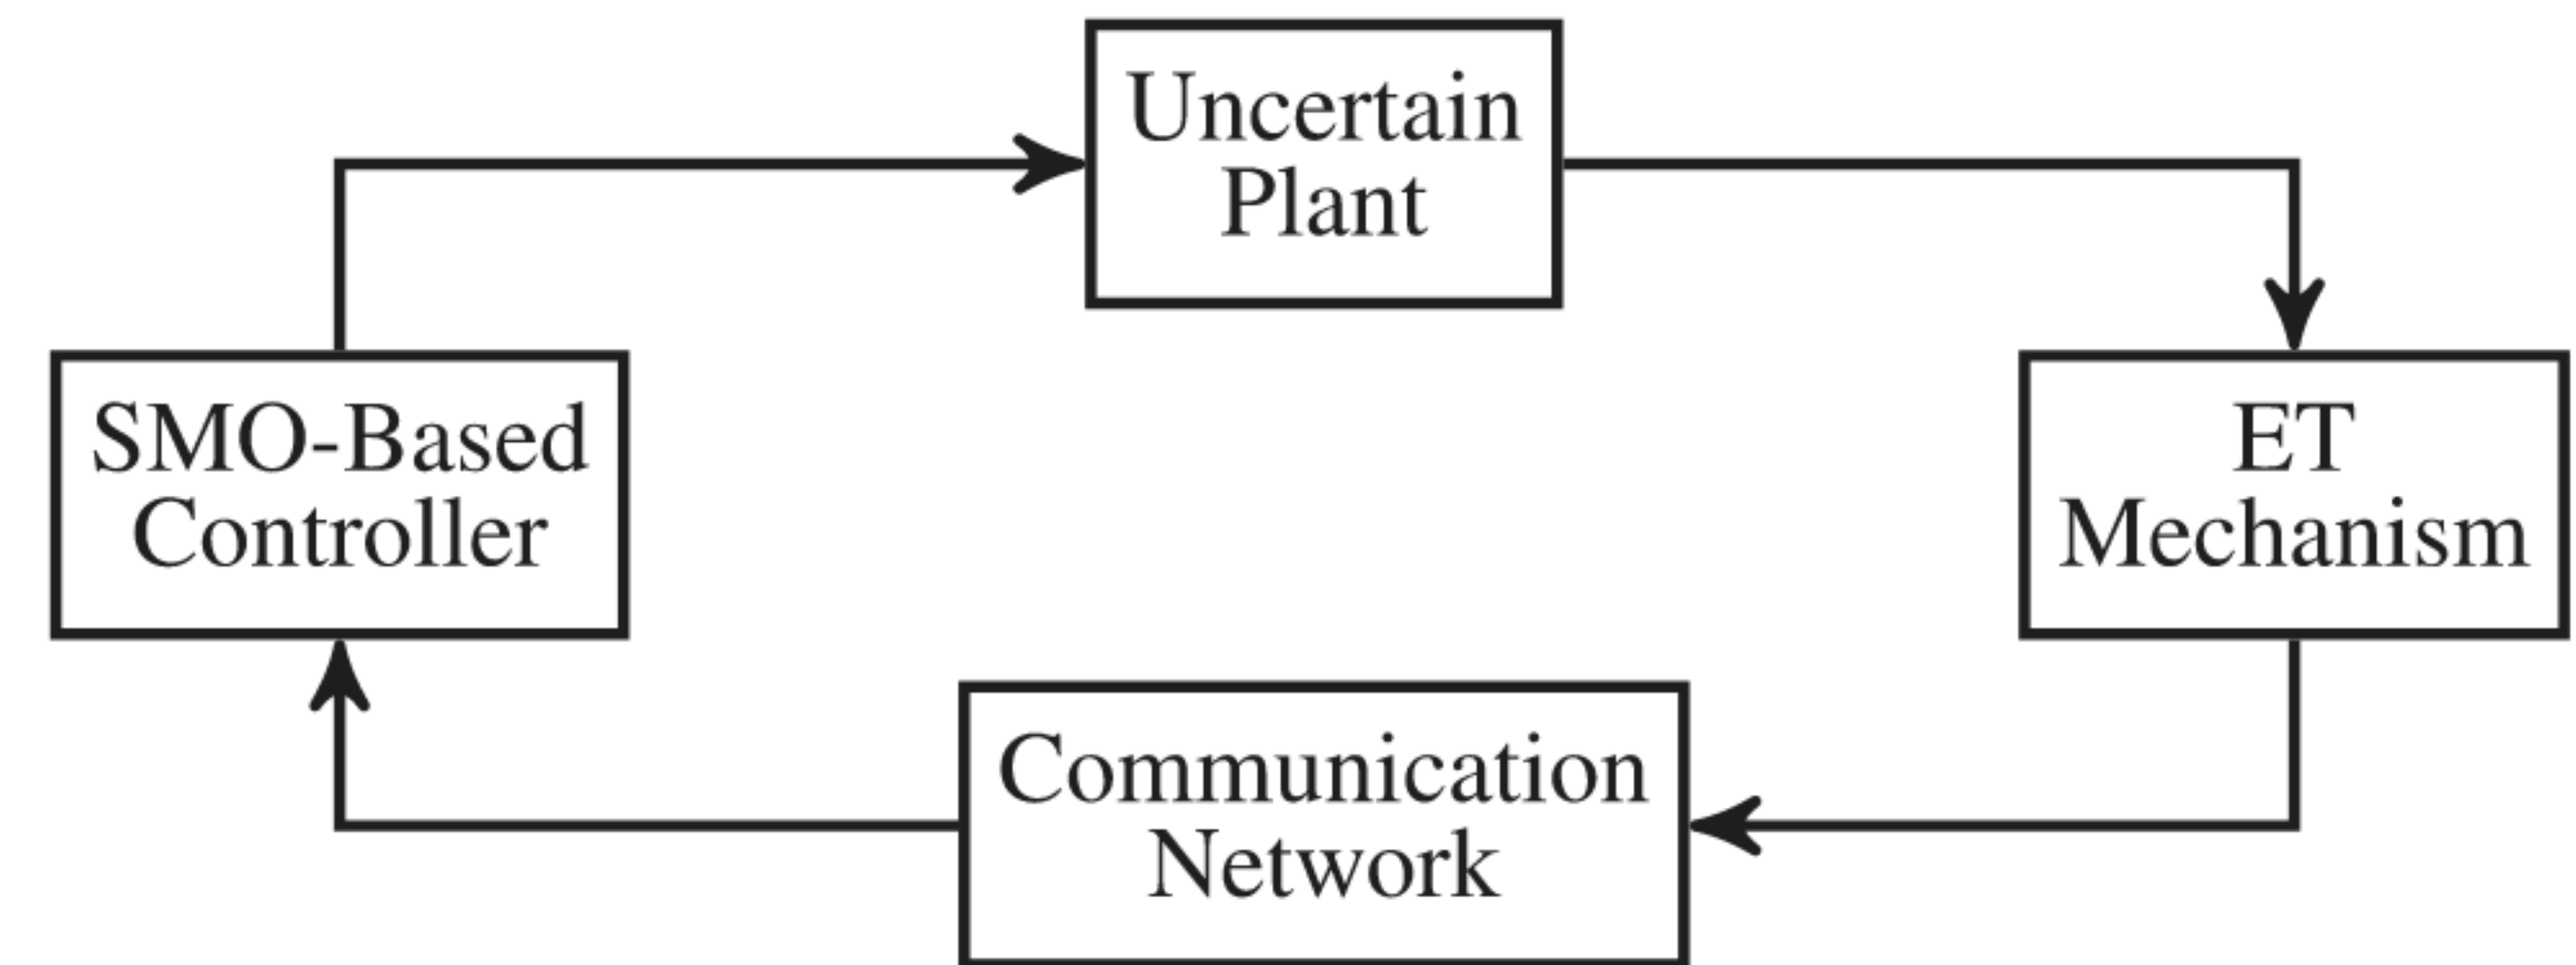 Uncertain
Plant
SMO-Based
Controller
ET
Mechanism
Communication
Network